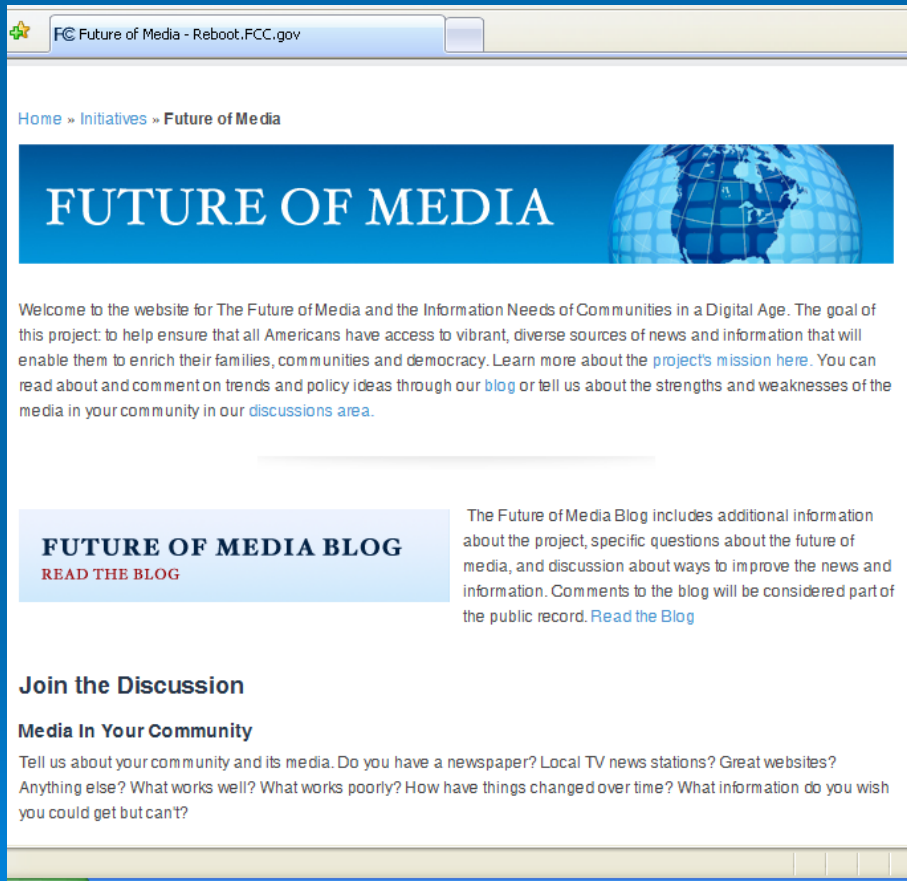 FC Future of Media - Reboot.FCC.gov
Home » Initiatives » Future of Media
FUTURE OF MEDIA
Welcome to the website for The Future of Media and the Information Needs of Communities in a Digital Age. The goal of
this project: to help ensure that all Americans have access to vibrant, diverse sources of news and information that will
enable them to enrich their families, communities and democracy. Learn more about the project's mission here. You can
read about and comment on trends and policy ideas through our blog or tell us about the strengths and weaknesses of the
media in your community in our discussions area.
FUTURE OF MEDIA BLOG
READ THE BLOG
The Future of Media Blog includes additional information
about the project, specific questions about the future of
media, and discussion about ways to improve the news and
information. Comments to the blog will be considered part of
the public record. Read the Blog
Join the Discussion
Media In Your Community
Tell us about your community and its media. Do you have a newspaper? Local TV news stations? Great websites?
Anything else? What works well? What works poorly? How have things changed over time? What information do you wish
you could get but can't?